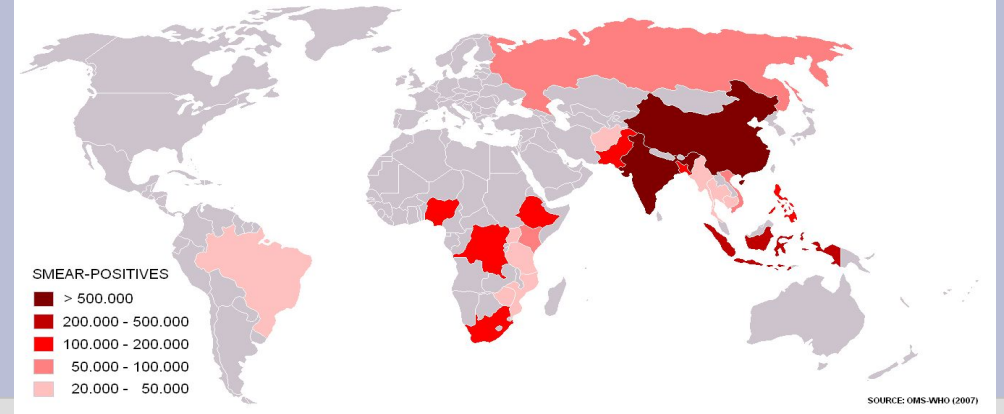 SMEAR-POSITIVES
> 500.000
200.000 - 500.000
100.000 - 200.000
50.000 - 100.000
20.000 - 50.000
SOURCE: OMS-WHO (2007)